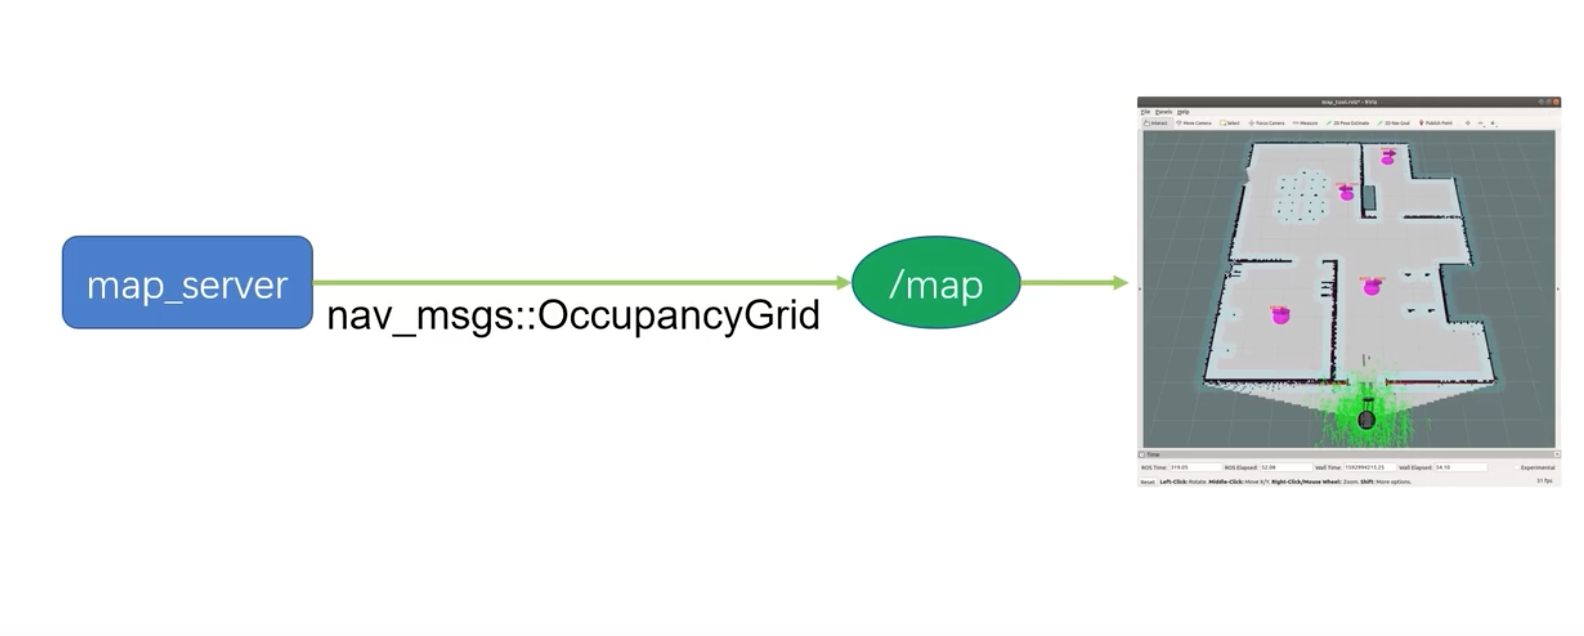 map_server
nav_msgs::OccupancyGrid
/map
map_tool.rviz* - RViz
File Panels Help
Interact Move Camera Select Focus Camera Measure 2D Pose Estimate 2D Nav Goal Publish Point
Time
ROS Time: 319.05 ROS Elapsed: 52.08 Wall Time: 1592994215.25 Wall Elapsed: 54.10 Experimental
Reset Left-Click: Rotate. Middle-Click: Move X/Y. Right-Click/Mouse Wheel: Zoom. Shift: More options. 31 fps